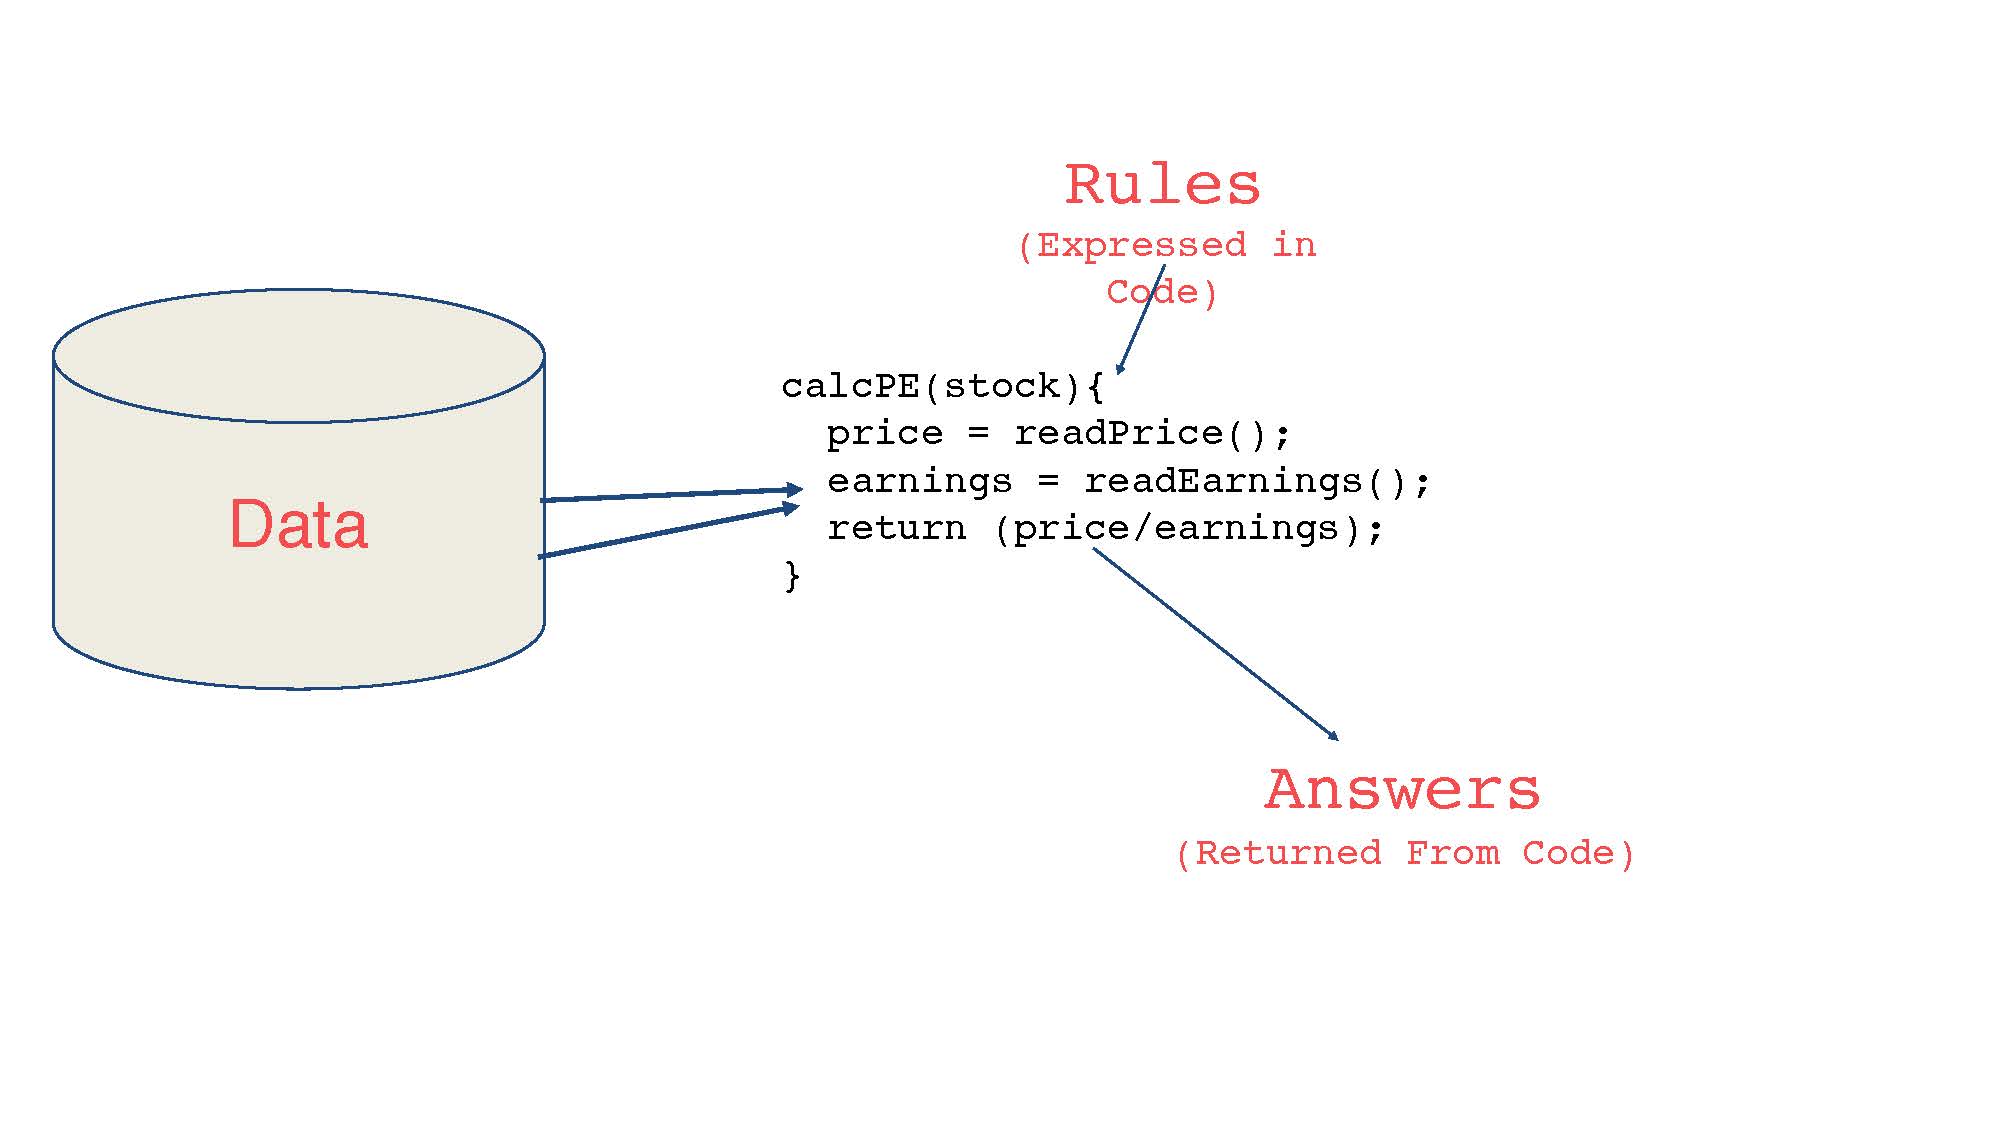 Rules
(Expressed in
Code)
calcPE(stock){
  price = readPrice();
  earnings = readEarnings();
  return (price/earnings);
}
Data
Answers
(Returned From Code)